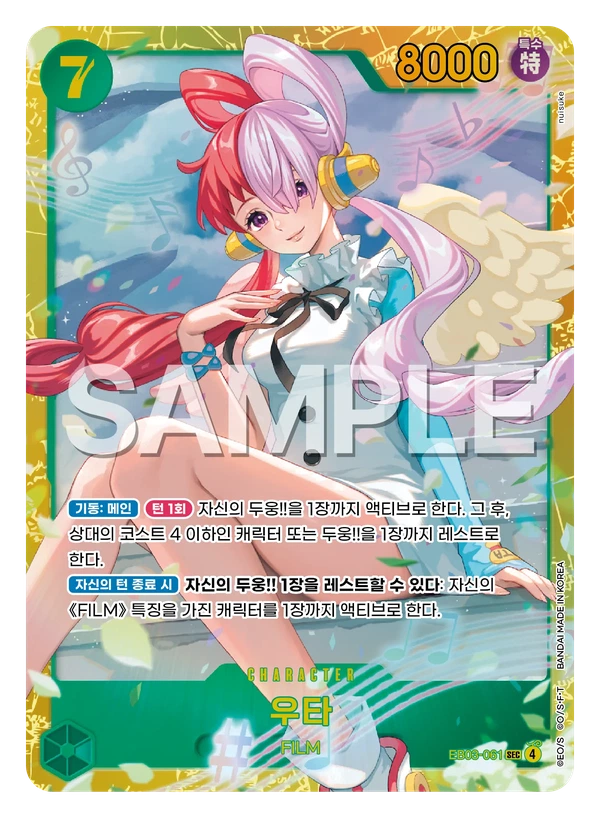 7
8000
특수
特
nuisuke
SAMPLE
기동: 메인 턴 1회 자신의 두웅!!을 1장까지 액티브로 한다. 그 후,
상대의 코스트 4 이하인 캐릭터 또는 두웅!!을 1장까지 레스트로
한다.
자신의 턴 종료 시 자신의 두웅!! 1장을 레스트할 수 있다: 자신의
《FILM》 특징을 가진 캐릭터를 1장까지 액티브로 한다.
CHARACTER
우타
FILM
EB03-061 SEC 4
©EO/S ©O/S·F·T BANDAI MADE IN KOREA